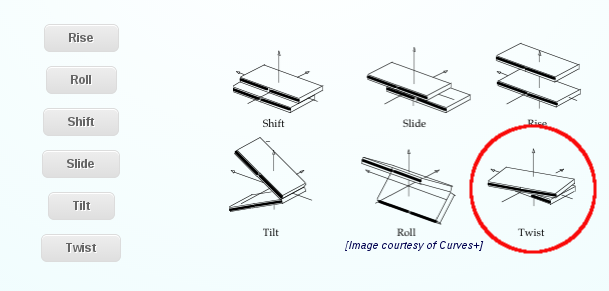 Rise
Roll
Shift
Slide
Tilt
Twist
Shift
Slide
Rise
Tilt
Roll
Twist
[Image courtesy of Curves+]